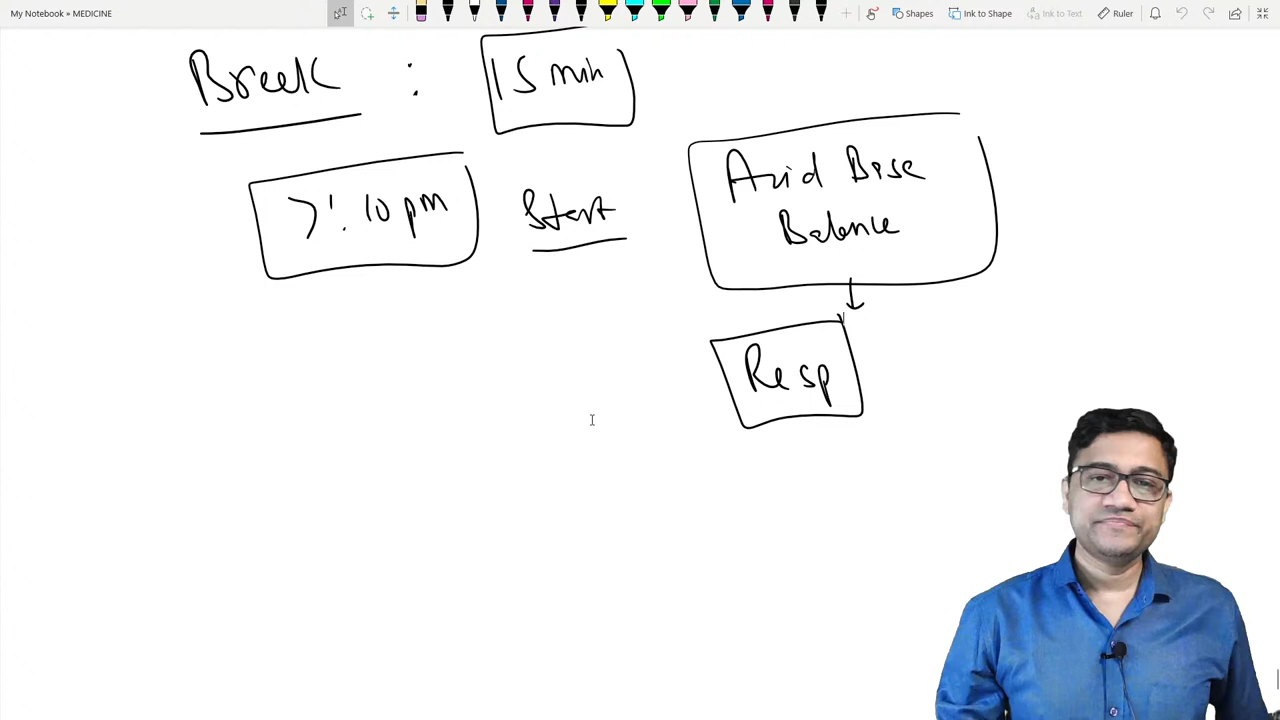 My Notebook » MEDICINE
Shapes
Ink to Shape
Ink to Text
Ruler
Break : 15 min
7:10 pm Start
Acid Base
Balance
Resp